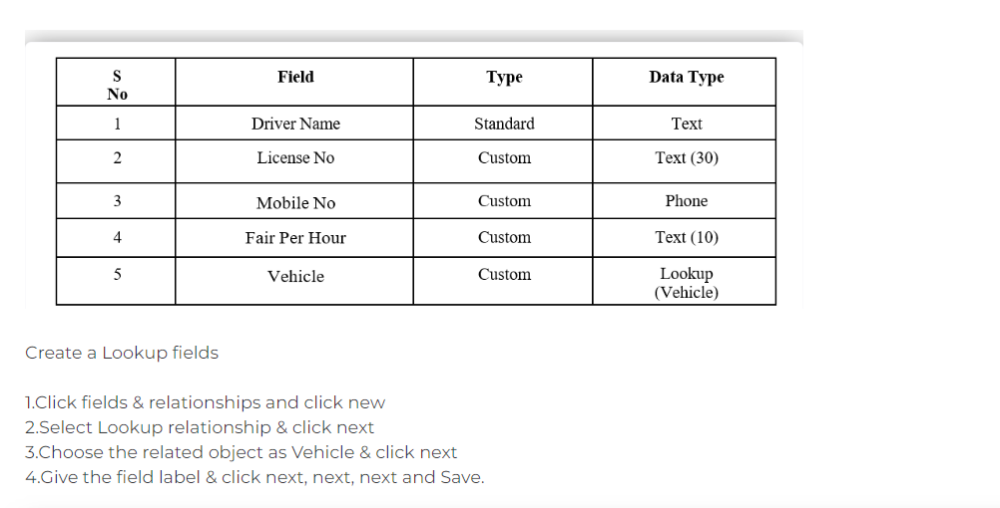 S No Field Type Data Type
1 Driver Name Standard Text
2 License No Custom Text (30)
3 Mobile No Custom Phone
4 Fair Per Hour Custom Text (10)
5 Vehicle Custom Lookup (Vehicle)
Create a Lookup fields
1.Click fields & relationships and click new
2.Select Lookup relationship & click next
3.Choose the related object as Vehicle & click next
4.Give the field label & click next, next, next and Save.